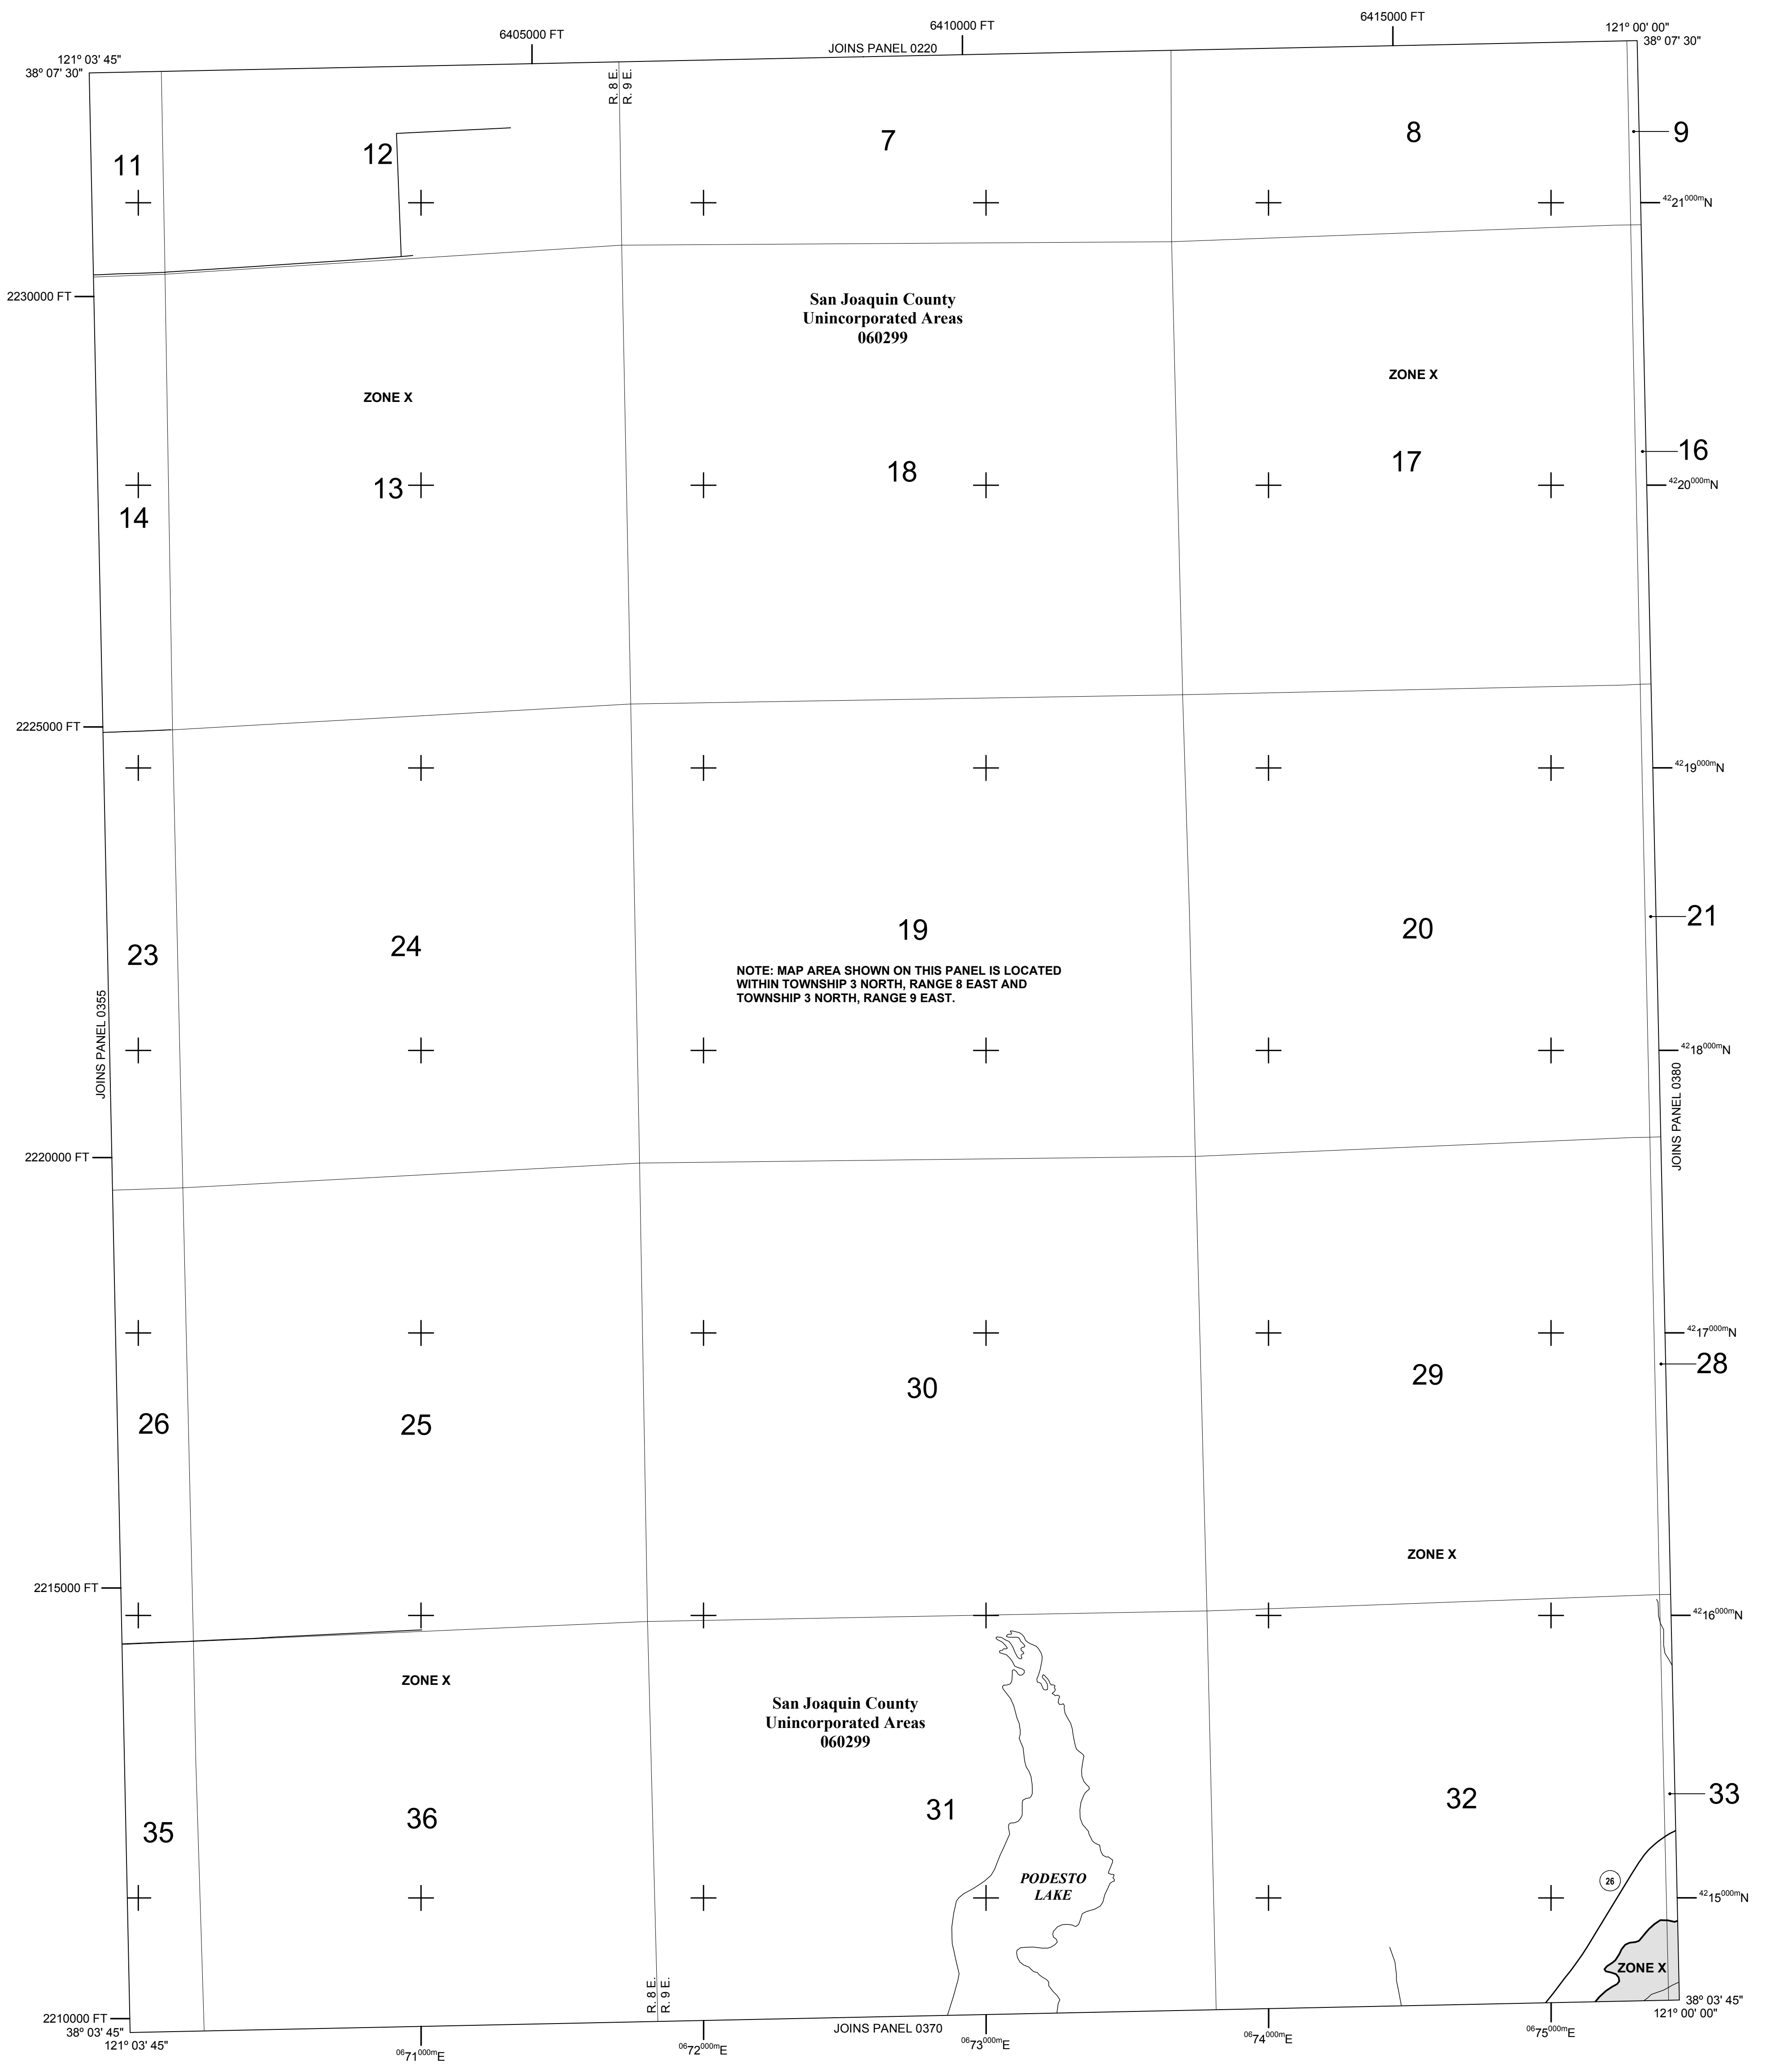 6405000 FT
6410000 FT
6415000 FT
121° 03' 45"
JOINS PANEL 0220
121° 00' 00"
38° 07' 30"
38° 07' 30"
R. 8 E.
R. 9 E.
11
12
7
8
9
4221000mN
2230000 FT
San Joaquin County
Unincorporated Areas
060299
ZONE X
ZONE X
14
13
18
17
16
4220000mN
2225000 FT
4219000mN
23
24
19
20
21
NOTE: MAP AREA SHOWN ON THIS PANEL IS LOCATED
WITHIN TOWNSHIP 3 NORTH, RANGE 8 EAST AND
TOWNSHIP 3 NORTH, RANGE 9 EAST.
JOINS PANEL 0355
4218000mN
JOINS PANEL 0380
2220000 FT
4217000mN
26
25
30
29
28
ZONE X
2215000 FT
4216000mN
ZONE X
San Joaquin County
Unincorporated Areas
060299
35
36
31
32
33
PODESTO
LAKE
26
4215000mN
ZONE X
R. 8 E.
R. 9 E.
2210000 FT
38° 03' 45"
38° 03' 45"
121° 03' 45"
JOINS PANEL 0370
121° 00' 00"
0671000mE
0672000mE
0673000mE
0674000mE
0675000mE